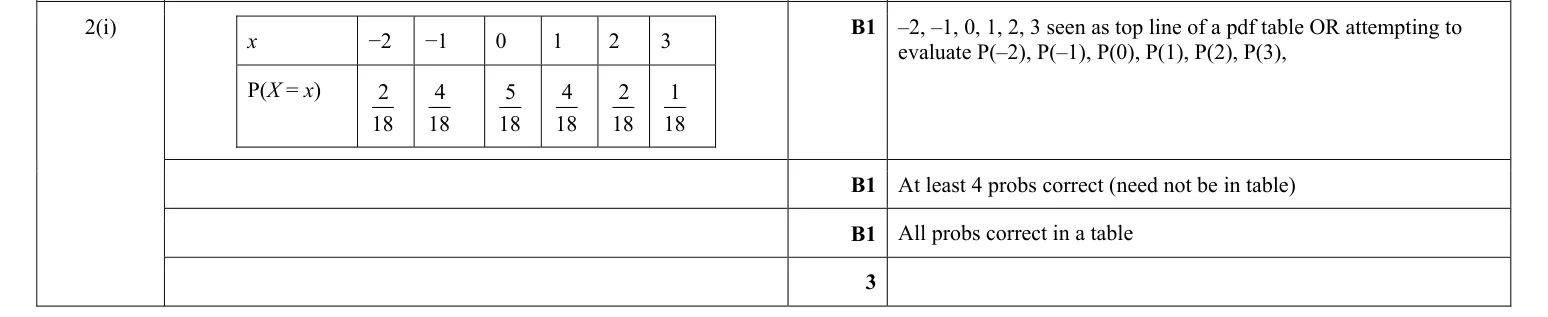 2(i)
x −2 −1 0 1 2 3
P(X = x) 2/18 4/18 5/18 4/18 2/18 1/18
B1 –2, –1, 0, 1, 2, 3 seen as top line of a pdf table OR attempting to
evaluate P(–2), P(–1), P(0), P(1), P(2), P(3),
B1 At least 4 probs correct (need not be in table)
B1 All probs correct in a table
3